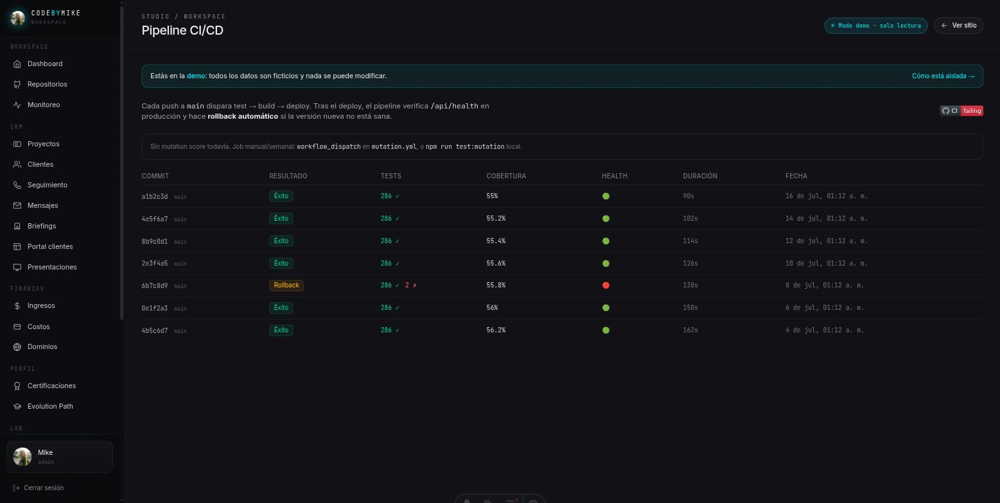 CODEBYMIKE
WORKSPACE
WORKSPACE
Dashboard
Repositorios
Monitoreo
CRM
Proyectos
Clientes
Seguimiento
Mensajes
Briefings
Portal clientes
Presentaciones
FINANZAS
Ingresos
Costos
Dominios
PERFIL
Certificaciones
Evolution Path
LAB
Mike
admin
Cerrar sesión
STUDIO / WORKSPACE
Pipeline CI/CD
Modo demo · solo lectura
← Ver sitio
Estás en la demo: todos los datos son ficticios y nada se puede modificar.
Cómo está aislada →
Cada push a main dispara test → build → deploy. Tras el deploy, el pipeline verifica /api/health en
producción y hace rollback automático si la versión nueva no está sana.
CI failing
Sin mutation score todavía. Job manual/semanal: workflow_dispatch en mutation.yml, o npm run test:mutation local.
COMMIT RESULTADO TESTS COBERTURA HEALTH DURACIÓN FECHA
a1b2c3d main Éxito 286 ✓ 55% 90s 16 de jul, 01:12 a. m.
4e5f6a7 main Éxito 286 ✓ 55.2% 102s 14 de jul, 01:12 a. m.
8b9c0d1 main Éxito 286 ✓ 55.4% 114s 12 de jul, 01:12 a. m.
2e3f4a5 main Éxito 286 ✓ 55.6% 126s 10 de jul, 01:12 a. m.
6b7c8d9 main Rollback 286 ✓ 2 ✗ 55.8% 138s 8 de jul, 01:12 a. m.
0e1f2a3 main Éxito 286 ✓ 56% 150s 6 de jul, 01:12 a. m.
4b5c6d7 main Éxito 286 ✓ 56.2% 162s 4 de jul, 01:12 a. m.